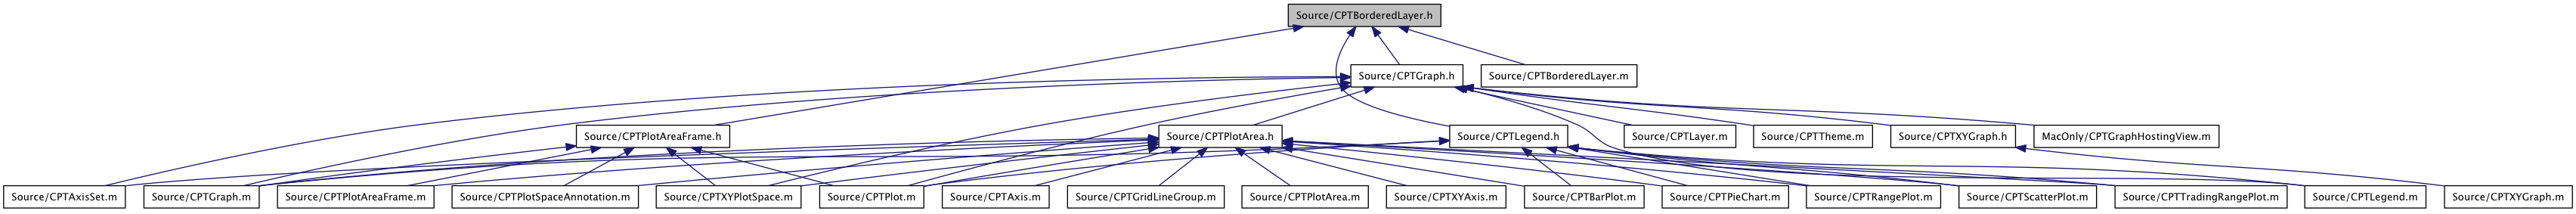 Source/CPTBorderedLayer.h
Source/CPTGraph.h
Source/CPTBorderedLayer.m
Source/CPTPlotAreaFrame.h
Source/CPTPlotArea.h
Source/CPTLegend.h
Source/CPTLayer.m
Source/CPTTheme.m
Source/CPTXYGraph.h
MacOnly/CPTGraphHostingView.m
Source/CPTAxisSet.m
Source/CPTGraph.m
Source/CPTPlotAreaFrame.m
Source/CPTPlotSpaceAnnotation.m
Source/CPTXYPlotSpace.m
Source/CPTPlot.m
Source/CPTAxis.m
Source/CPTGridLineGroup.m
Source/CPTPlotArea.m
Source/CPTXYAxis.m
Source/CPTBarPlot.m
Source/CPTPieChart.m
Source/CPTRangePlot.m
Source/CPTScatterPlot.m
Source/CPTTradingRangePlot.m
Source/CPTLegend.m
Source/CPTXYGraph.m